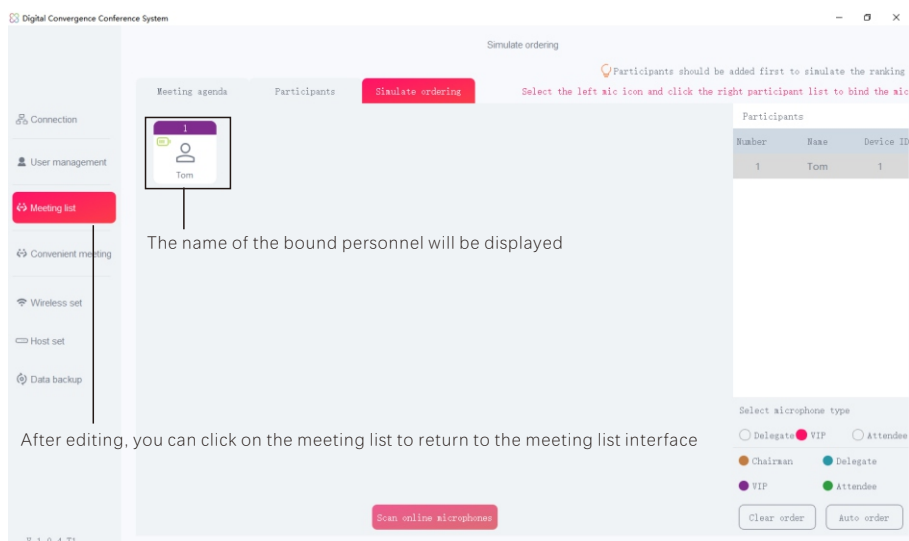 Digital Convergence Conference System
Simulate ordering
Participants should be added first to simulate the ranking
Meeting agenda Participants Simulate ordering Select the left mic icon and click the right participant list to bind the mic
Connection
User management
Meeting list
Convenient meeting
Wireless set
Host set
Data backup
1
Tom
The name of the bound personnel will be displayed
After editing, you can click on the meeting list to return to the meeting list interface
Scan online microphones
Participants
Number Name Device ID
1 Tom 1
Select microphone type
Delegate VIP Attendee
Chairman Delegate
VIP Attendee
Clear order Auto order